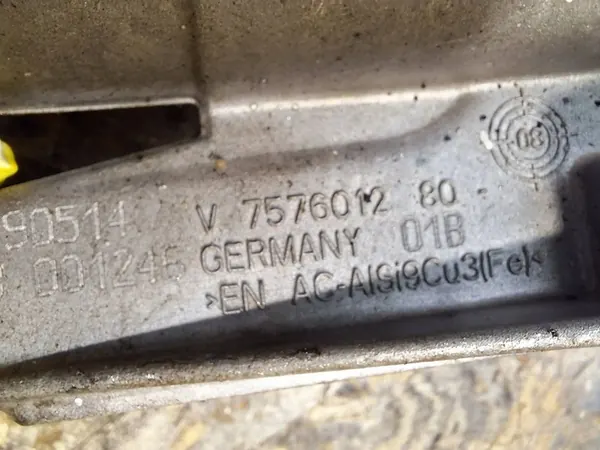 90514 V 7576012 80
001246 GERMANY 01B
>EN AC-AlSi9Cu3(Fe)<
08